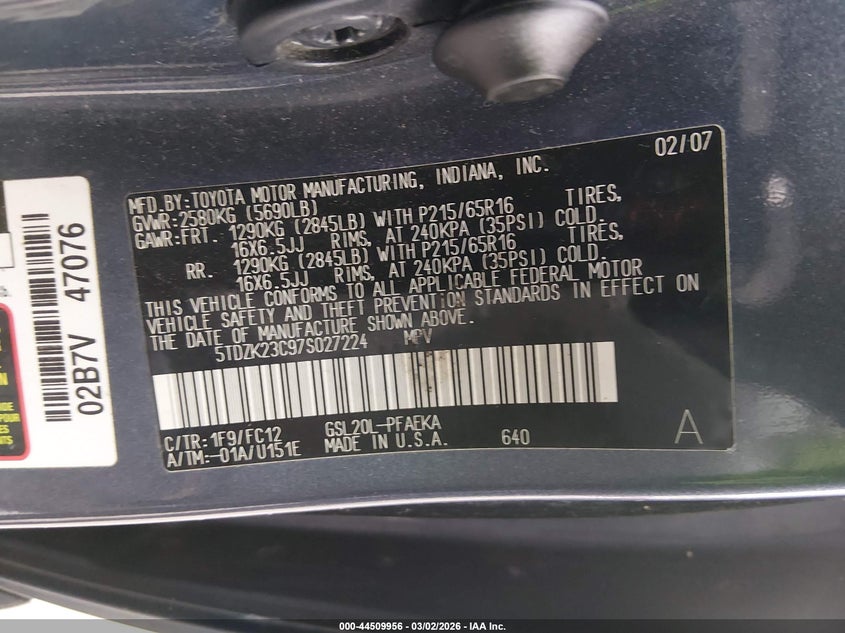 02/07
MFD.BY:TOYOTA MOTOR MANUFACTURING, INDIANA, INC.
GVWR:2580KG (5690LB)
GAWR:FRT. 1290KG (2845LB) WITH P215/65R16 TIRES,
16X6.5JJ RIMS, AT 240KPA (35PSI) COLD.
RR. 1290KG (2845LB) WITH P215/65R16 TIRES,
16X6.5JJ RIMS, AT 240KPA (35PSI) COLD.
THIS VEHICLE CONFORMS TO ALL APPLICABLE FEDERAL MOTOR
VEHICLE SAFETY AND THEFT PREVENTION STANDARDS IN EFFECT ON
THE DATE OF MANUFACTURE SHOWN ABOVE.
5TDZK23C97S027224 MPV
C/TR:1F9/FC12 GSL20L-PFAEKA
A/TM:-01A/U151E MADE IN U.S.A. 640 A
02B7V 47076
000-44509956 - 03/02/2026 - IAA Inc.